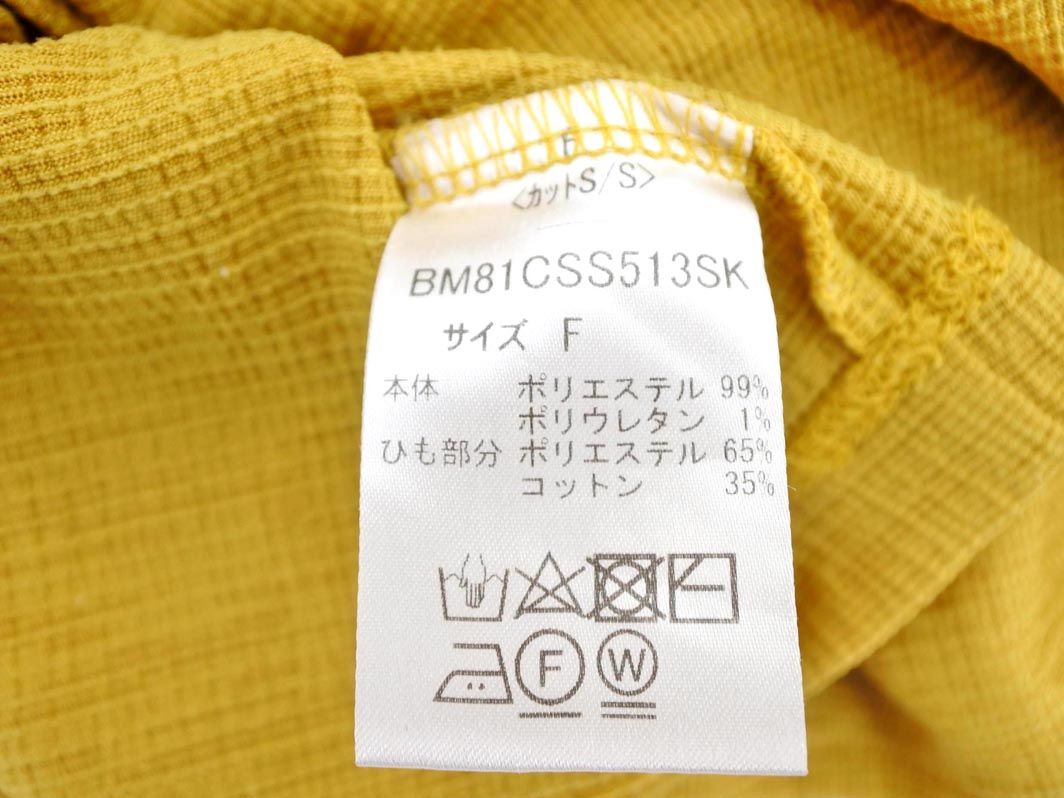 F
<カットS/S>
BM81CSS513SK
サイズ F
本体 ポリエステル 99%
ポリウレタン 1%
ひも部分 ポリエステル 65%
コットン 35%
F W